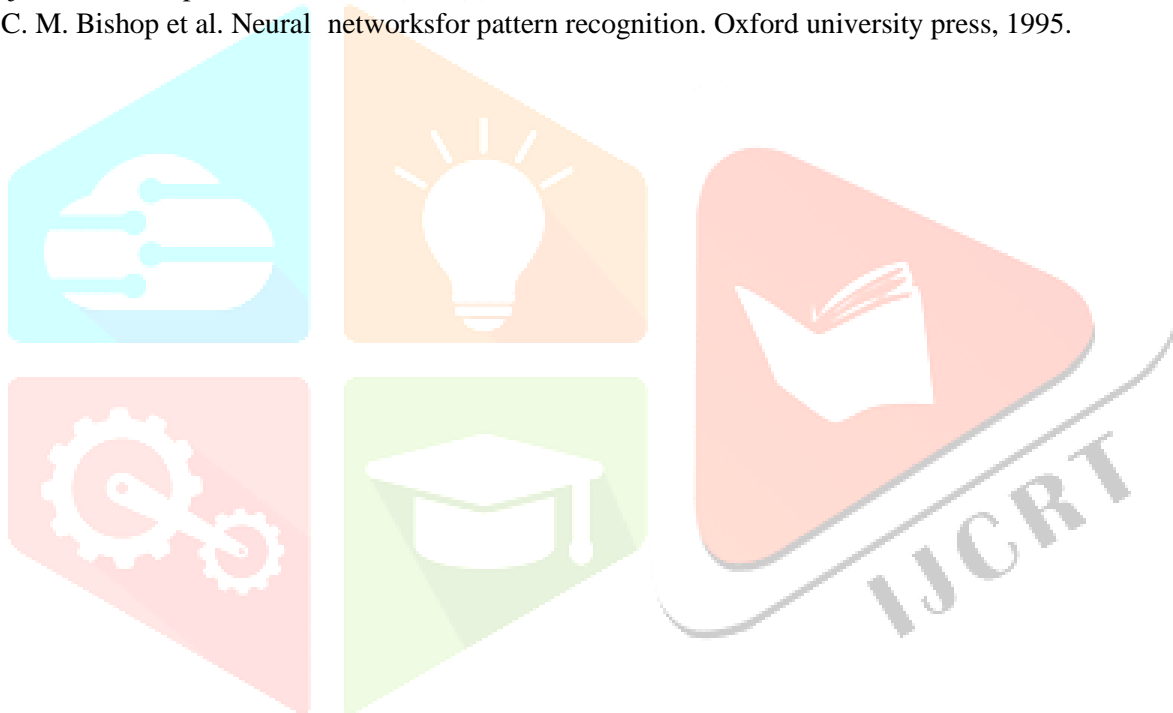 C. M. Bishop et al. Neural networksfor pattern recognition. Oxford university press, 1995.
IJCRT